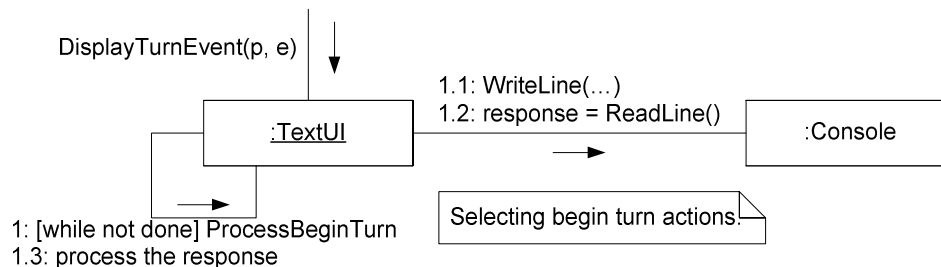 DisplayTurnEvent(p, e)
1.1: WriteLine(…)
1.2: response = ReadLine()
:TextUI
:Console
1: [while not done] ProcessBeginTurn
1.3: process the response
Selecting begin turn actions.